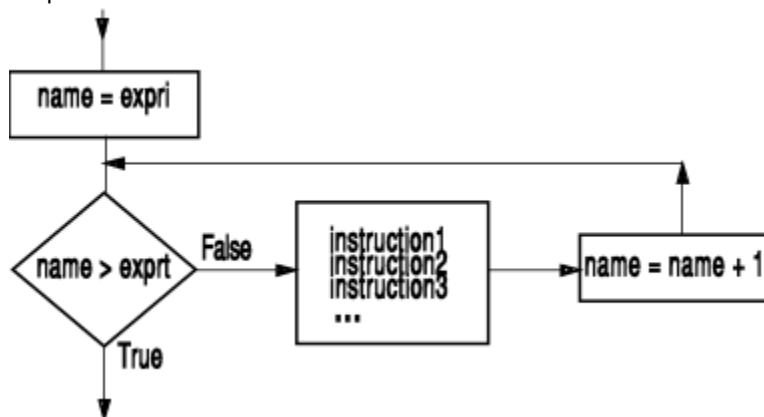 name = expri
name > exprt
False
True
instruction1
instruction2
instruction3
...
name = name + 1